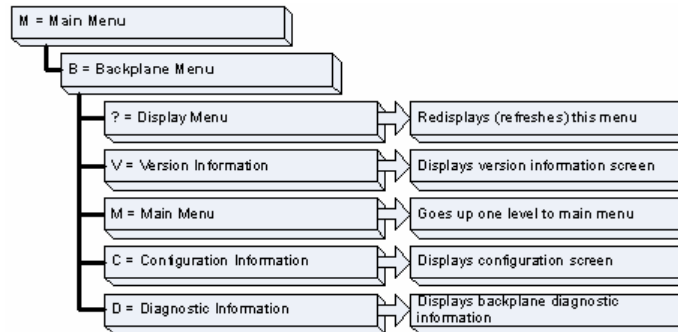 M = Main Menu
B = Backplane Menu
? = Display Menu
Redisplays (refreshes) this menu
V = Version Information
Displays version information screen
M = Main Menu
Goes up one level to main menu
C = Configuration Information
Displays configuration screen
D = Diagnostic Information
Displays backplane diagnostic
information